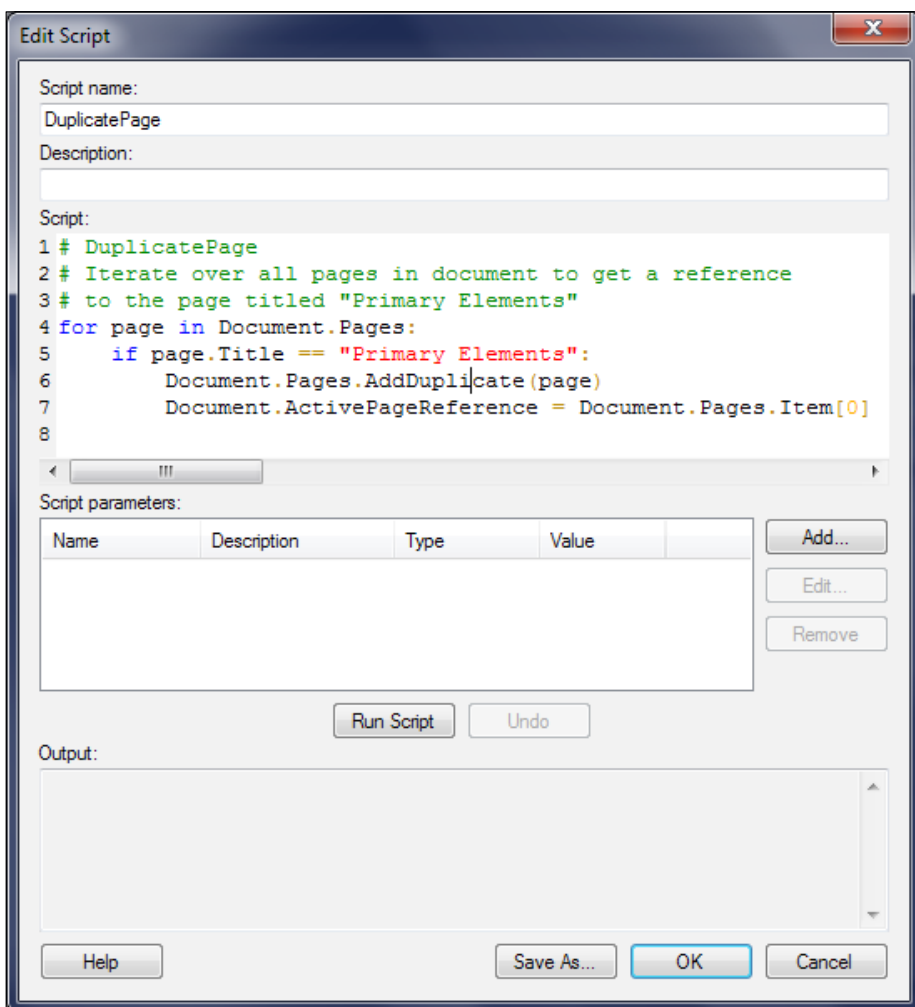 Edit Script
Script name:
DuplicatePage
Description:
Script:
1 # DuplicatePage
2 # Iterate over all pages in document to get a reference
3 # to the page titled "Primary Elements"
4 for page in Document.Pages:
5     if page.Title == "Primary Elements":
6         Document.Pages.AddDuplicate(page)
7         Document.ActivePageReference = Document.Pages.Item[0]
8
Script parameters:
Name Description Type Value
Add...
Edit...
Remove
Run Script Undo
Output:
Help Save As... OK Cancel